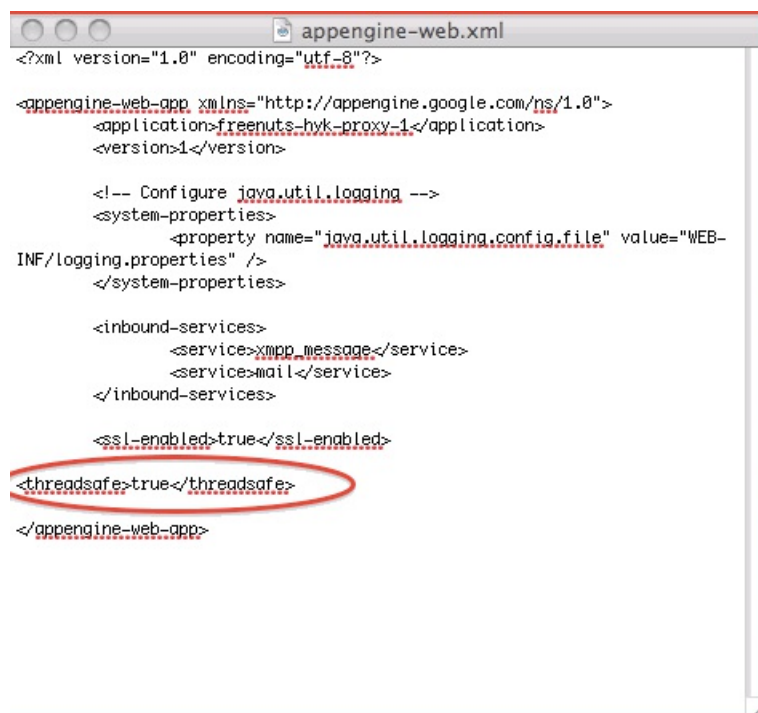 appengine-web.xml
<?xml version="1.0" encoding="utf-8"?>
<appengine-web-app xmlns="http://appengine.google.com/ns/1.0">
<application>freenuts-hyk-proxy-1</application>
<version>1</version>
<!-- Configure java.util.logging -->
<system-properties>
<property name="java.util.logging.config.file" value="WEB-
INF/logging.properties" />
</system-properties>
<inbound-services>
<service>xmpp_message</service>
<service>mail</service>
</inbound-services>
<ssl-enabled>true</ssl-enabled>
<threadsafe>true</threadsafe>
</appengine-web-app>